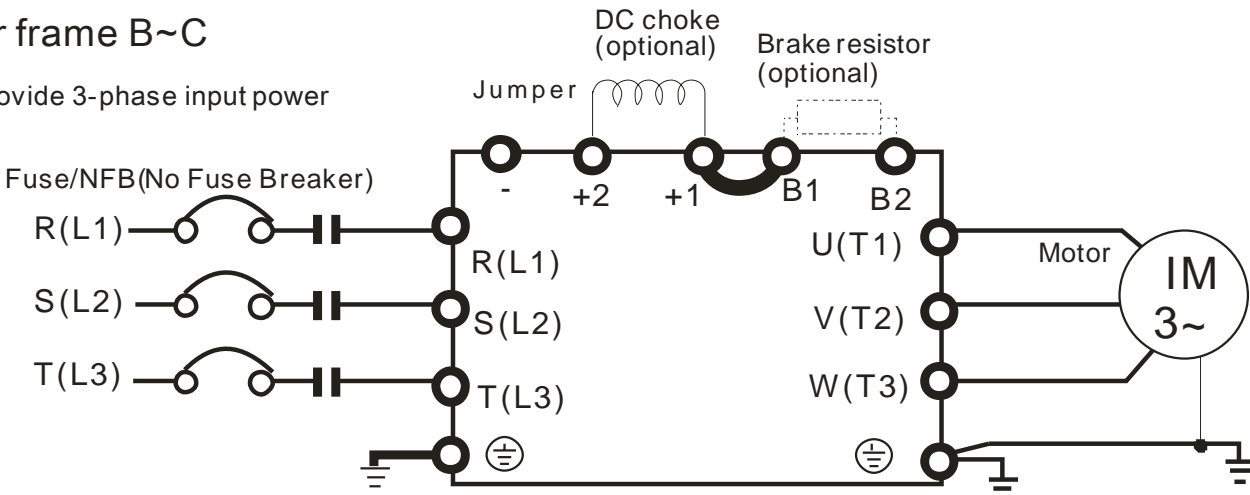 frame B~C
3-phase input power
DC choke
(optional)
Brake resistor
(optional)
Jumper
Fuse/NFB(No Fuse Breaker)
- +2 +1 B1 B2
R(L1)
S(L2)
T(L3)
R(L1)
S(L2)
T(L3)
U(T1)
V(T2)
W(T3)
Motor
IM
3~